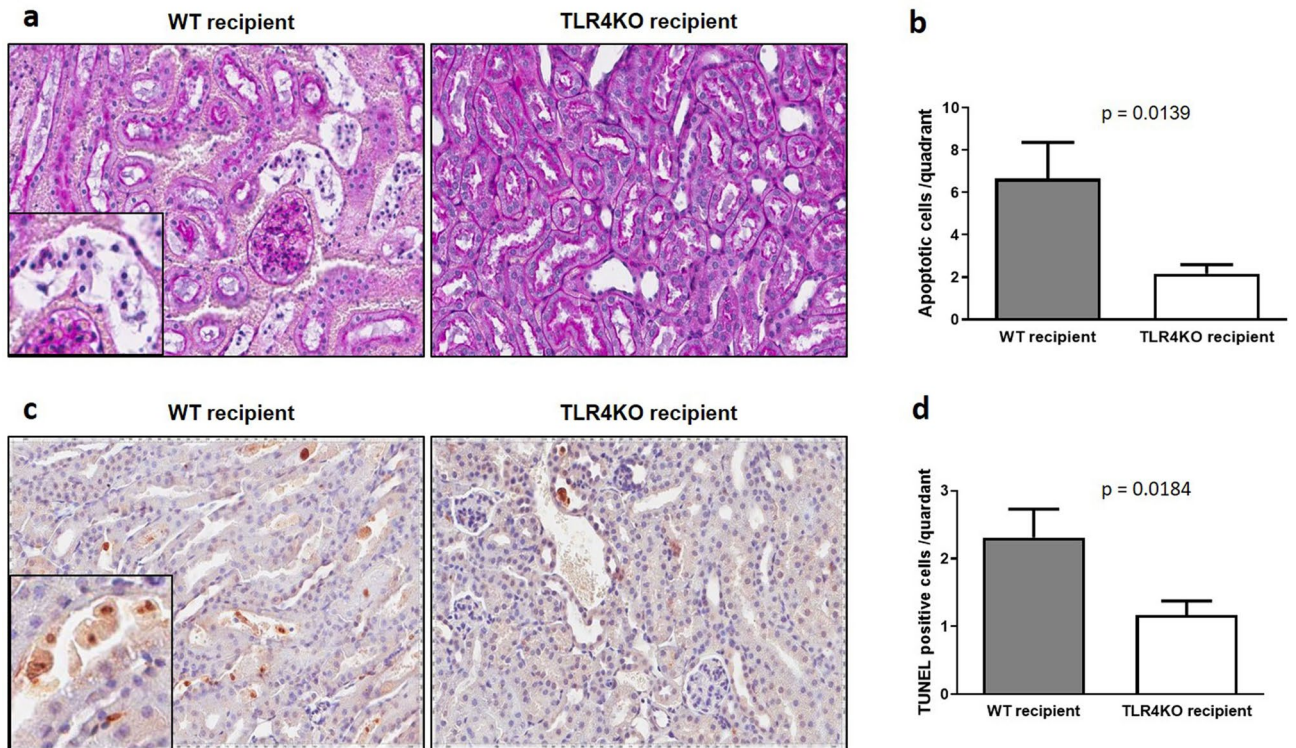 a
WT recipient
TLR4KO recipient
b
10
8
6
4
2
0
Apoptotic cells /quadrant
p = 0.0139
WT recipient
TLR4KO recipient
c
WT recipient
TLR4KO recipient
d
3
2
1
0
TUNEL positive cells /quardant
p = 0.0184
WT recipient
TLR4KO recipient